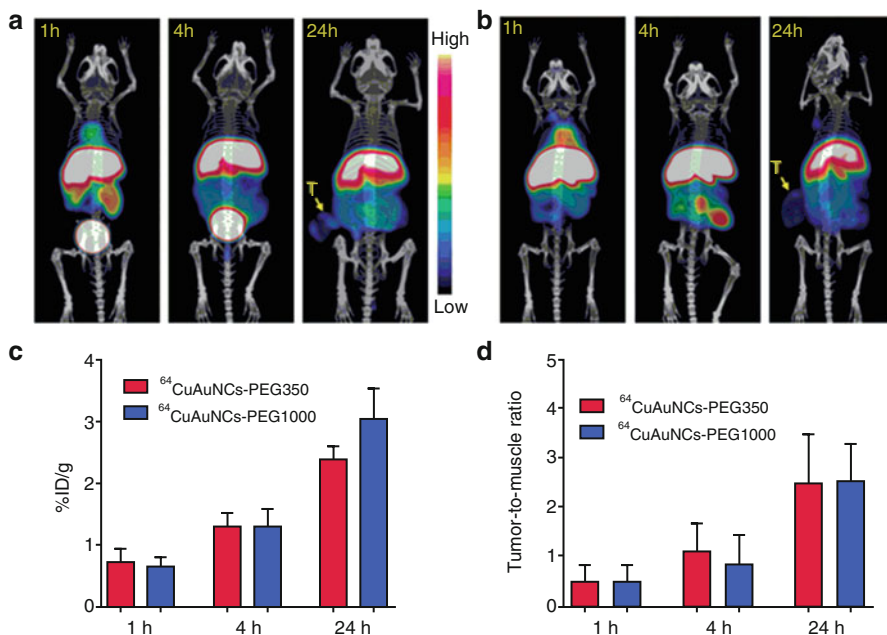 a
1h
4h
24h
T
High
Low
b
1h
4h
24h
T
c
4
3
2
1
0
%ID/g
⁶⁴CuAuNCs-PEG350
⁶⁴CuAuNCs-PEG1000
1 h
4 h
24 h
d
5
4
3
2
1
0
Tumor-to-muscle ratio
⁶⁴CuAuNCs-PEG350
⁶⁴CuAuNCs-PEG1000
1 h
4 h
24 h